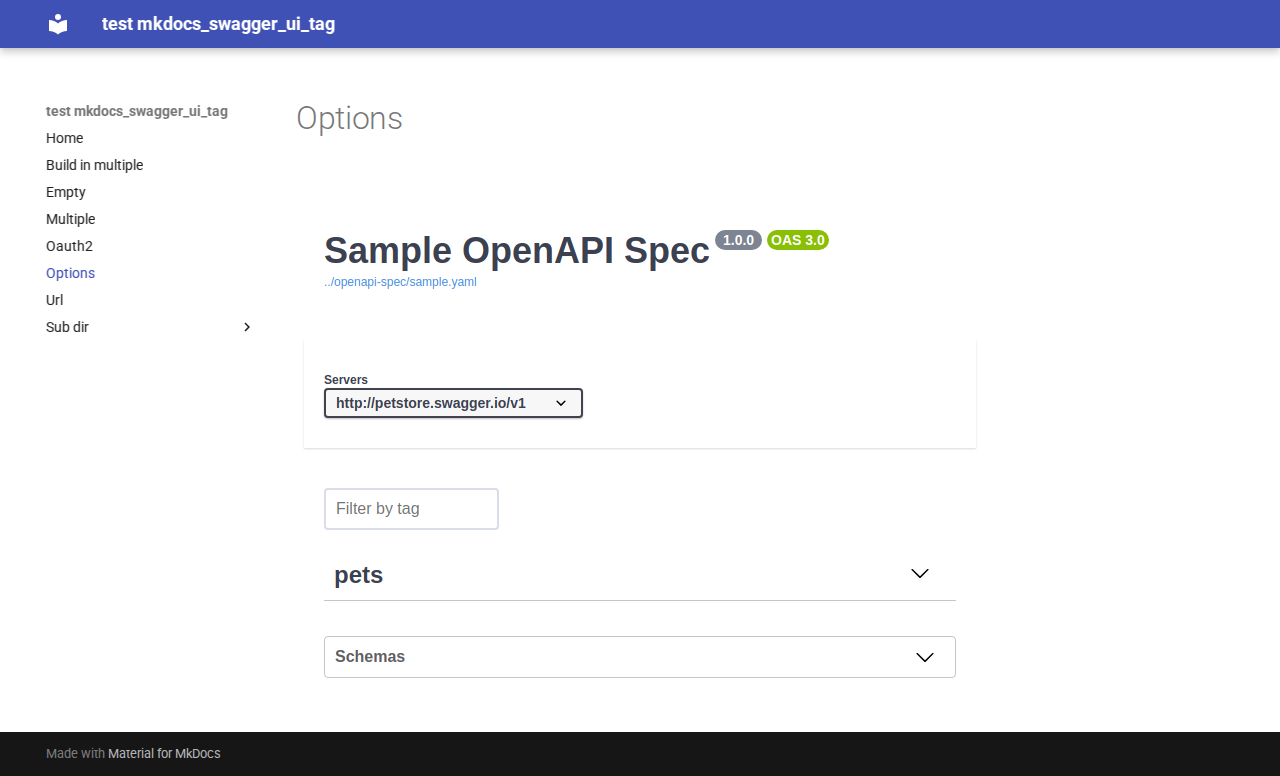 test mkdocs_swagger_ui_tag
test mkdocs_swagger_ui_tag
Home
Build in multiple
Empty
Multiple
Oauth2
Options
Url
Sub dir
Options
Sample OpenAPI Spec 1.0.0 OAS 3.0
../openapi-spec/sample.yaml
Servers
http://petstore.swagger.io/v1
Filter by tag
pets
Schemas
Made with Material for MkDocs